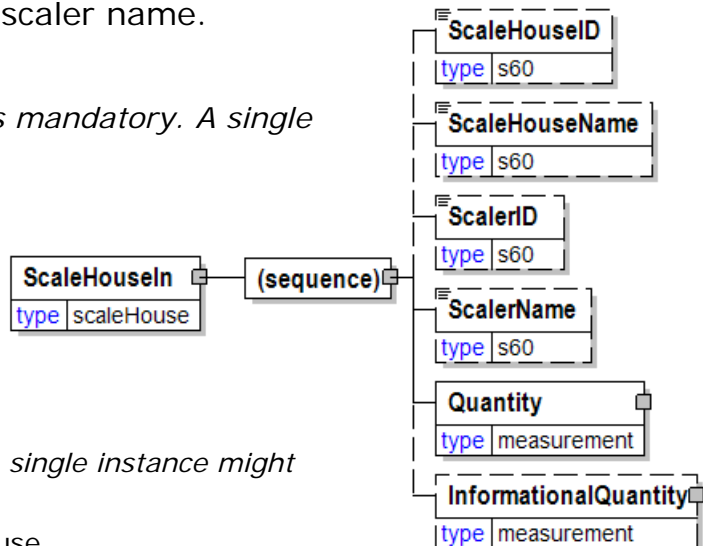 scaler name.
s mandatory. A single
single instance might
use
ScaleHouseIn
type scaleHouse
(sequence)
ScaleHouseID
type s60
ScaleHouseName
type s60
ScalerID
type s60
ScalerName
type s60
Quantity
type measurement
InformationalQuantity
type measurement